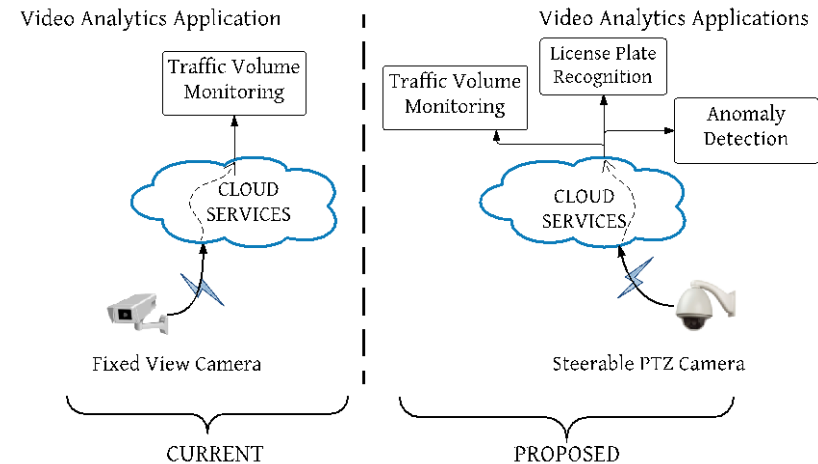 Video Analytics Application
Traffic Volume
Monitoring
CLOUD
SERVICES
Fixed View Camera
CURRENT
Video Analytics Applications
Traffic Volume
Monitoring
License Plate
Recognition
Anomaly
Detection
CLOUD
SERVICES
Steerable PTZ Camera
PROPOSED